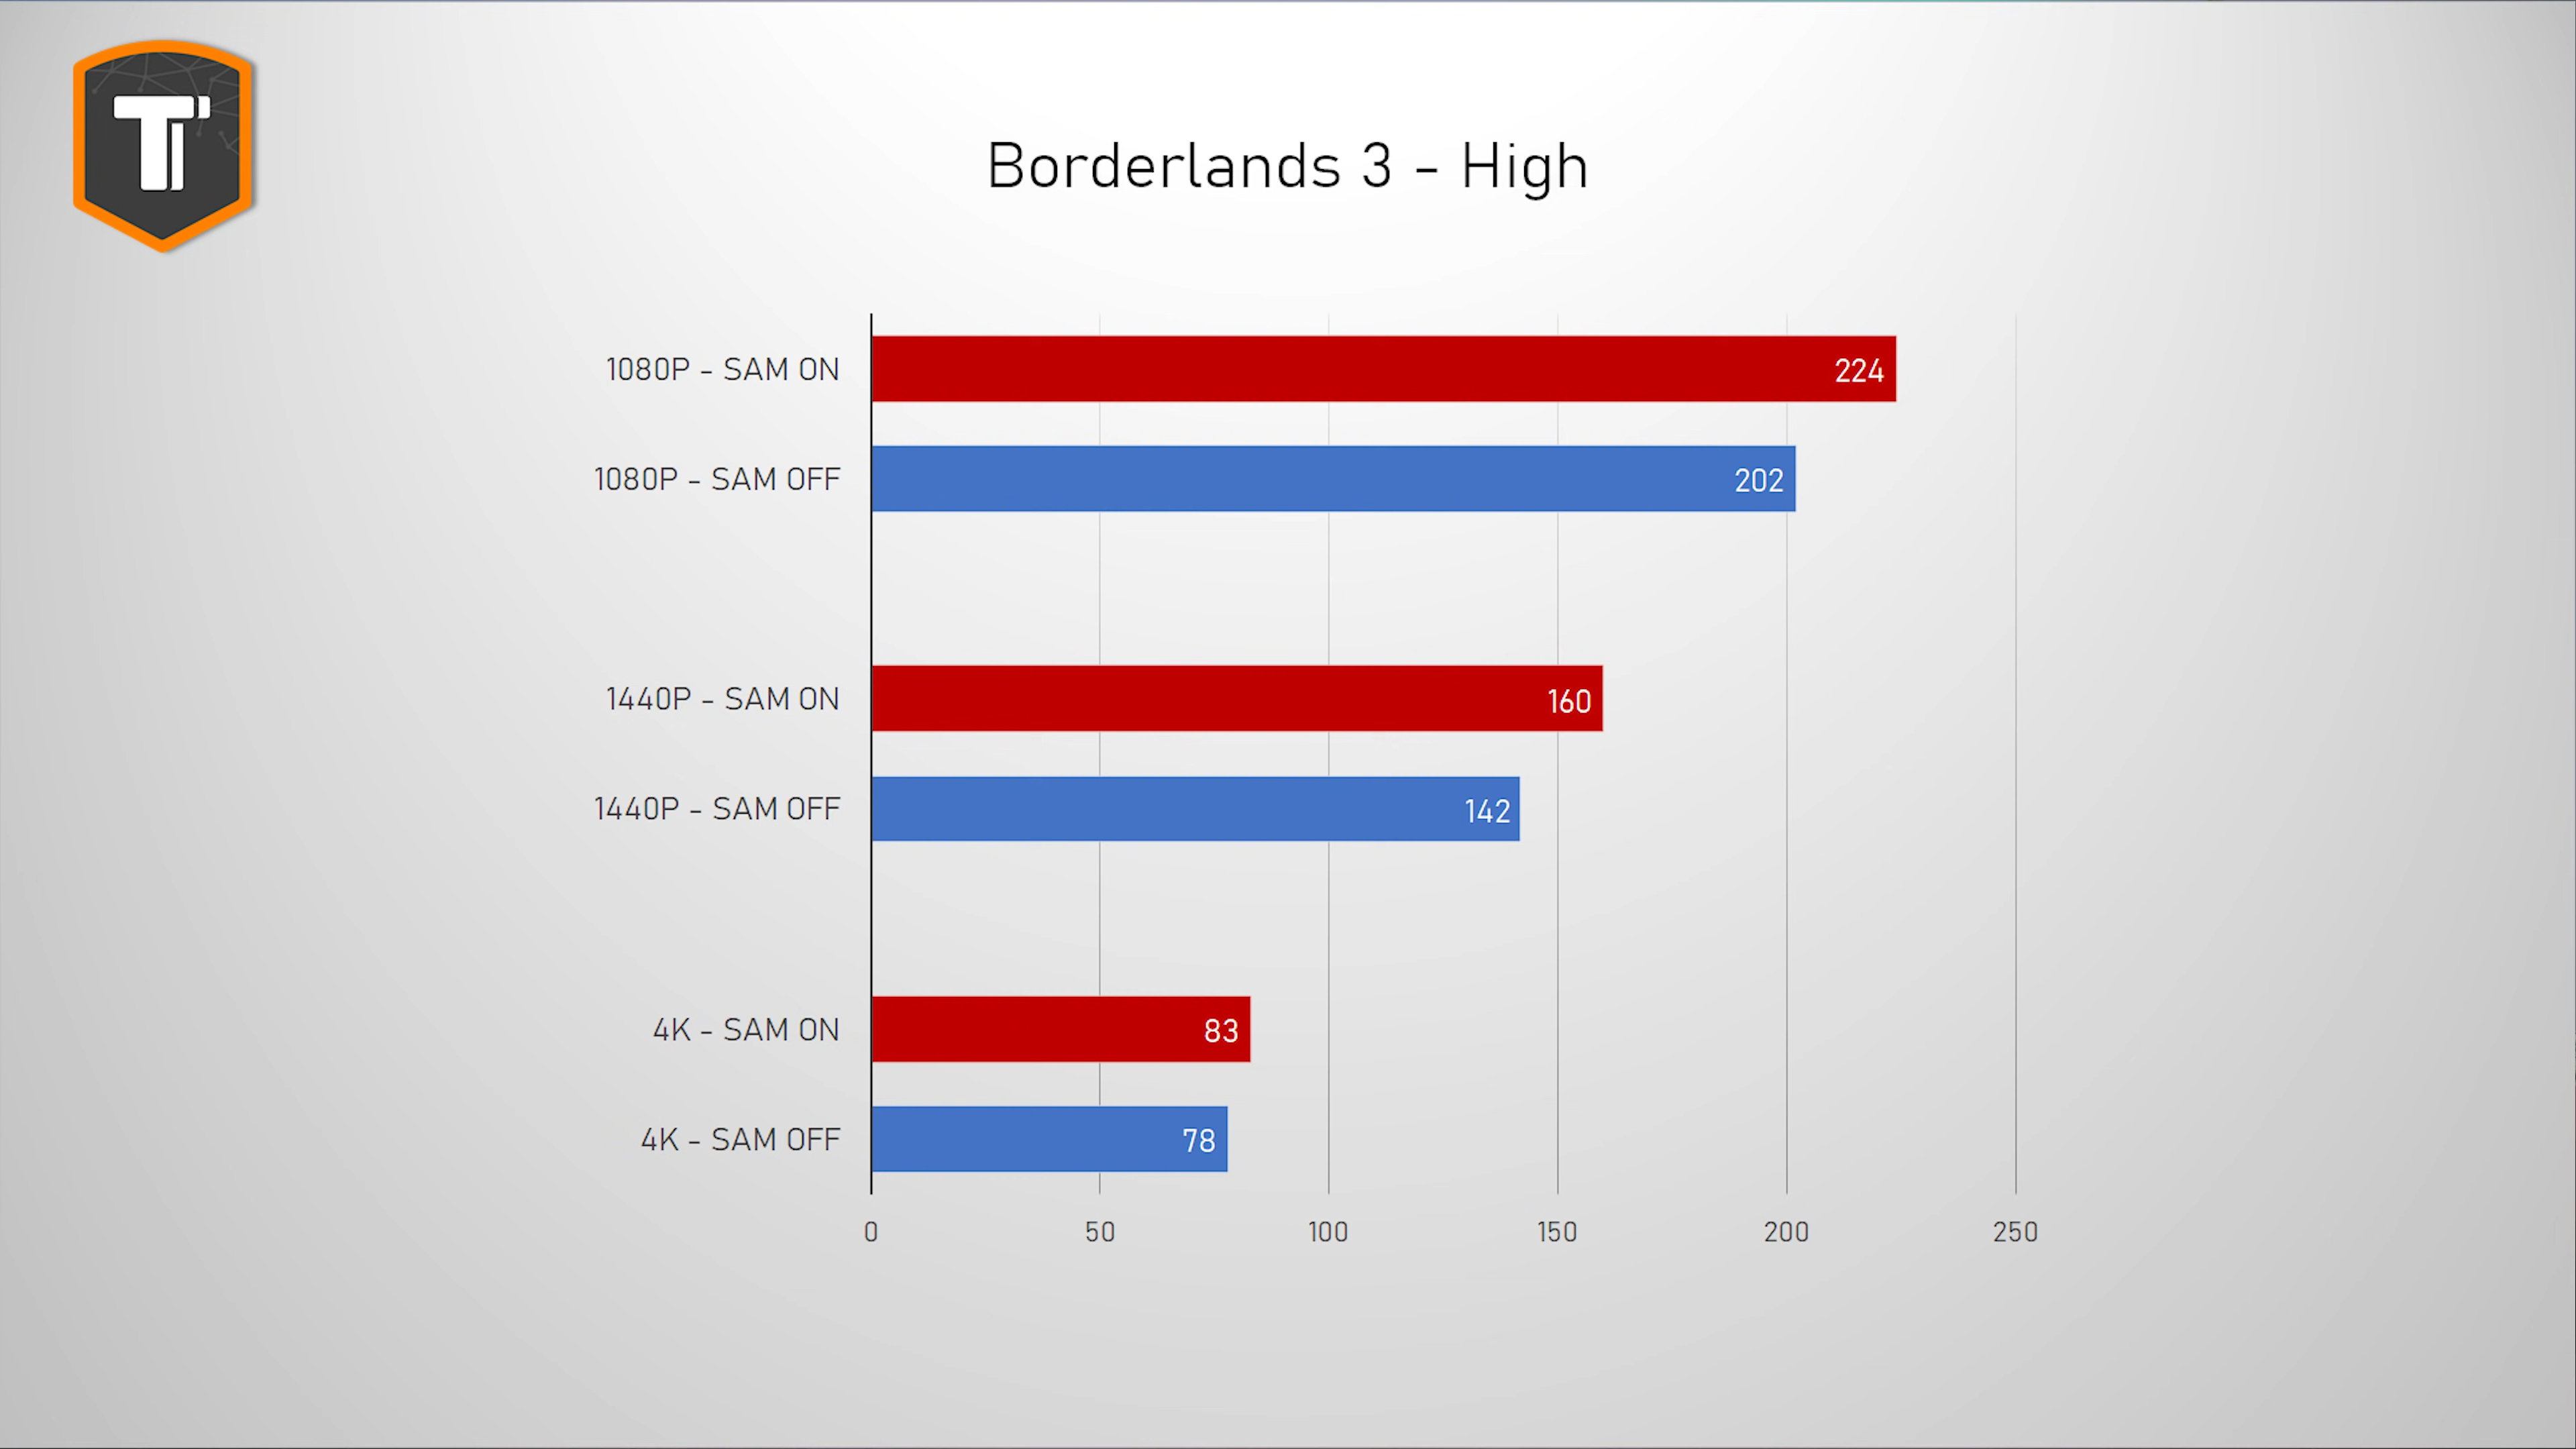 T
Borderlands 3 - High
1080P - SAM ON
224
1080P - SAM OFF
202
1440P - SAM ON
160
1440P - SAM OFF
142
4K - SAM ON
83
4K - SAM OFF
78
0 50 100 150 200 250